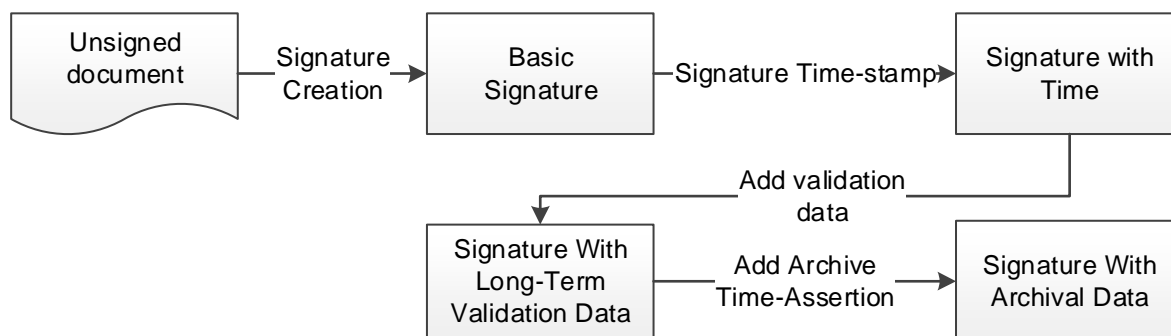 Unsigned
document
Signature
Creation
Basic
Signature
Signature Time-stamp
Signature with
Time
Add validation
data
Signature With
Long-Term
Validation Data
Add Archive
Time-Assertion
Signature With
Archival Data